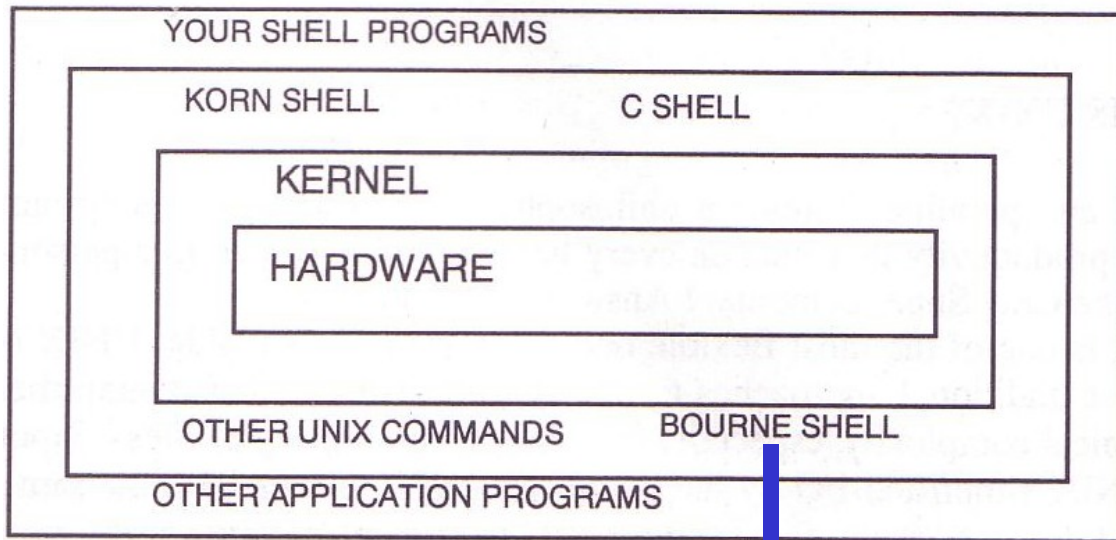 YOUR SHELL PROGRAMS
KORN SHELL C SHELL
KERNEL
HARDWARE
OTHER UNIX COMMANDS BOURNE SHELL
OTHER APPLICATION PROGRAMS